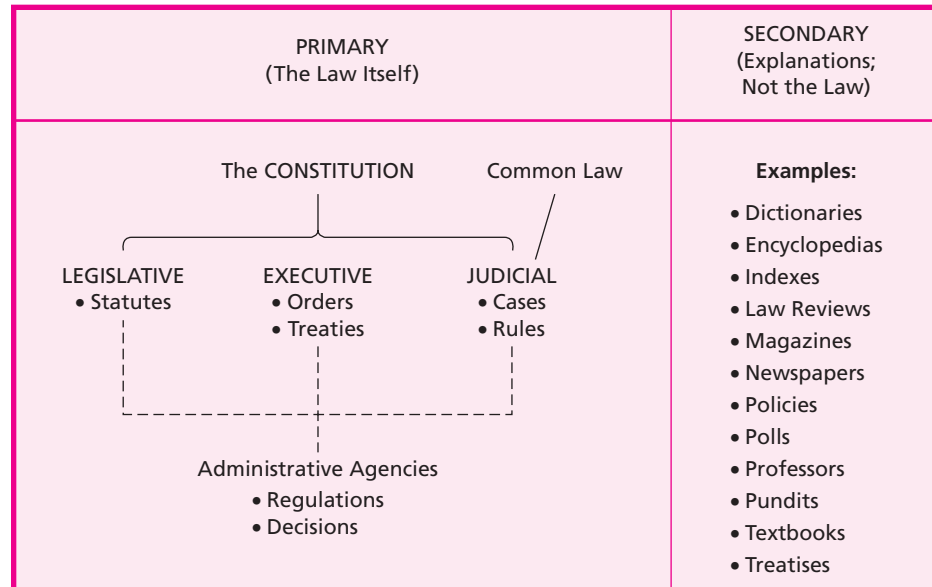 PRIMARY
(The Law Itself)
SECONDARY
(Explanations;
Not the Law)
The CONSTITUTION
Common Law
LEGISLATIVE
• Statutes
EXECUTIVE
• Orders
• Treaties
JUDICIAL
• Cases
• Rules
Administrative Agencies
• Regulations
• Decisions
Examples:
• Dictionaries
• Encyclopedias
• Indexes
• Law Reviews
• Magazines
• Newspapers
• Policies
• Polls
• Professors
• Pundits
• Textbooks
• Treatises